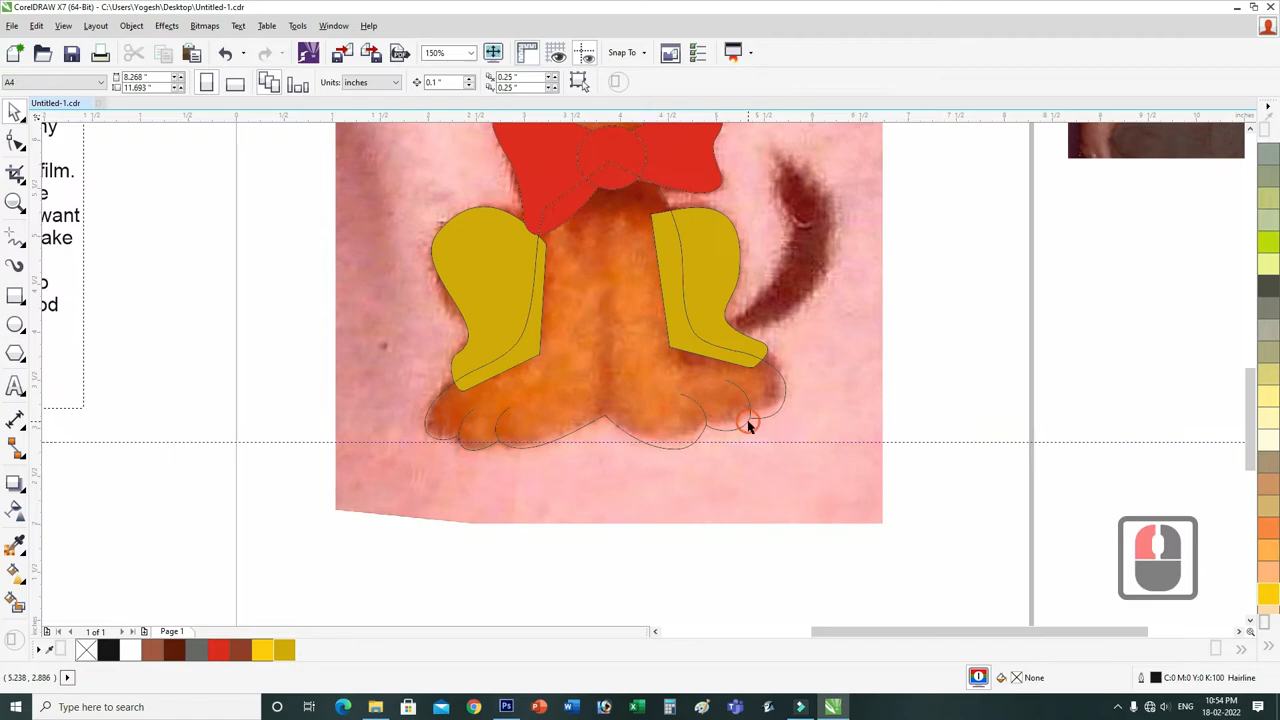 CorelDRAW X7 (64-Bit) - C:\Users\Yogesh\Desktop\Untitled-1.cdr
File Edit View Layout Object Effects Bitmaps Text Table Tools Window Help
150% Snap To
A4 8.268 " 11.693 " Units: inches 0.1 " 0.25 " 0.25 "
Untitled-1.cdr
inches
film.
want
ake
od
1 of 1 Page 1
( 5.238, 2.886 ) None C:0 M:0 Y:0 K:100 Hairline
Type here to search
10:54 PM
18-02-2022